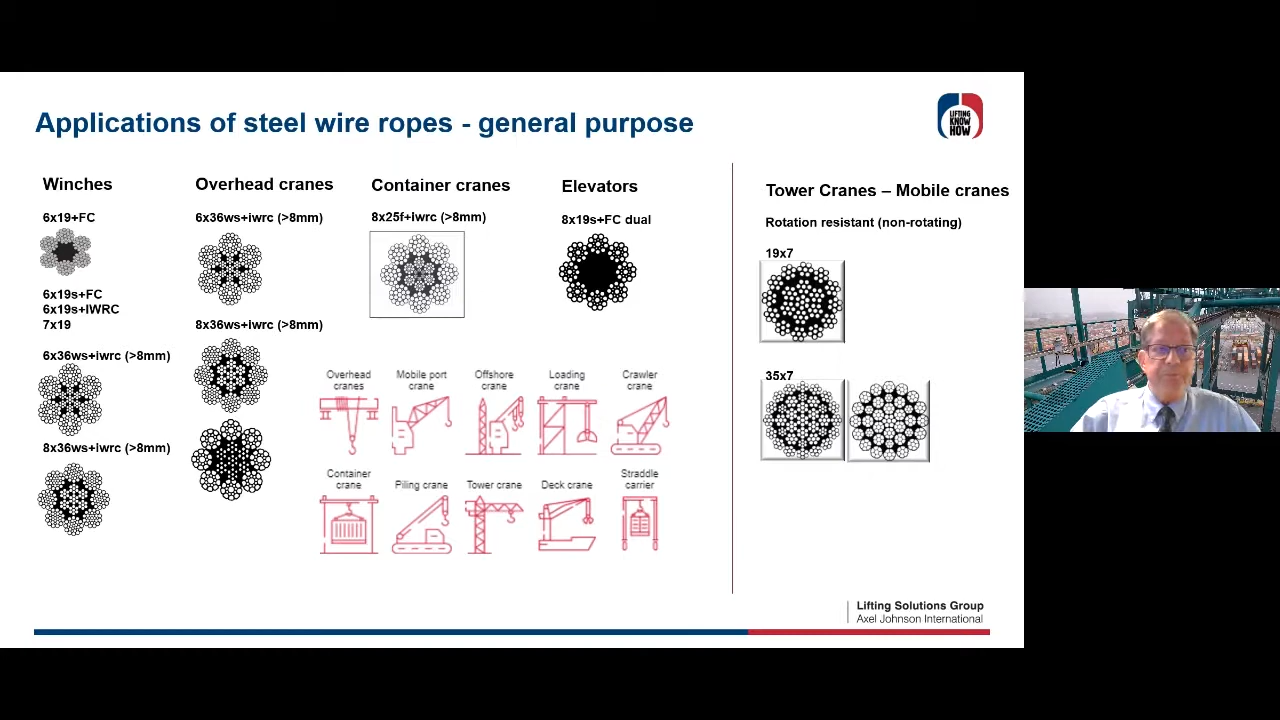 Applications of steel wire ropes - general purpose
LIFTING
KNOW
HOW
Winches
6x19+FC
6x19s+FC
6x19s+IWRC
7x19
6x36ws+iwrc (>8mm)
8x36ws+iwrc (>8mm)
Overhead cranes
6x36ws+iwrc (>8mm)
8x36ws+iwrc (>8mm)
Container cranes
8x25f+iwrc (>8mm)
Elevators
8x19s+FC dual
Overhead
cranes
Mobile port
crane
Offshore
crane
Loading
crane
Crawler
crane
Container
crane
Piling crane
Tower crane
Deck crane
Straddle
carrier
Tower Cranes – Mobile cranes
Rotation resistant (non-rotating)
19x7
35x7
Lifting Solutions Group
Axel Johnson International